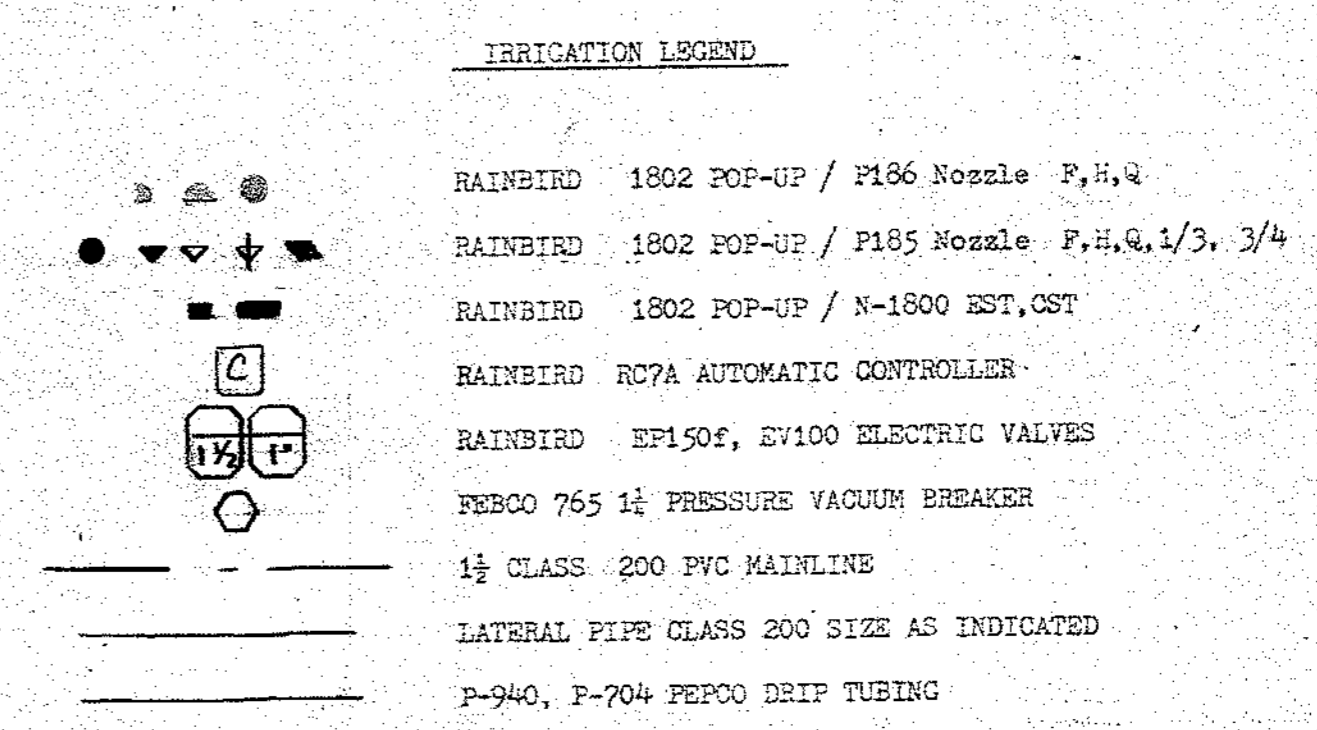 IRRIGATION LEGEND
RAINBIRD 1802 POP-UP / P186 Nozzle F,H,Q
RAINBIRD 1802 POP-UP / P185 Nozzle F,H,Q,1/3, 3/4
RAINBIRD 1802 POP-UP / N-1800 EST,CST
C RAINBIRD RC7A AUTOMATIC CONTROLLER
1½ 1" RAINBIRD EP150f, EV100 ELECTRIC VALVES
FEBCO 765 PRESSURE VACUUM BREAKER
1½ CLASS 200 PVC MAINLINE
LATERAL PIPE CLASS 200 SIZE AS INDICATED
P-940, P-704 PEPCO DRIP TUBING